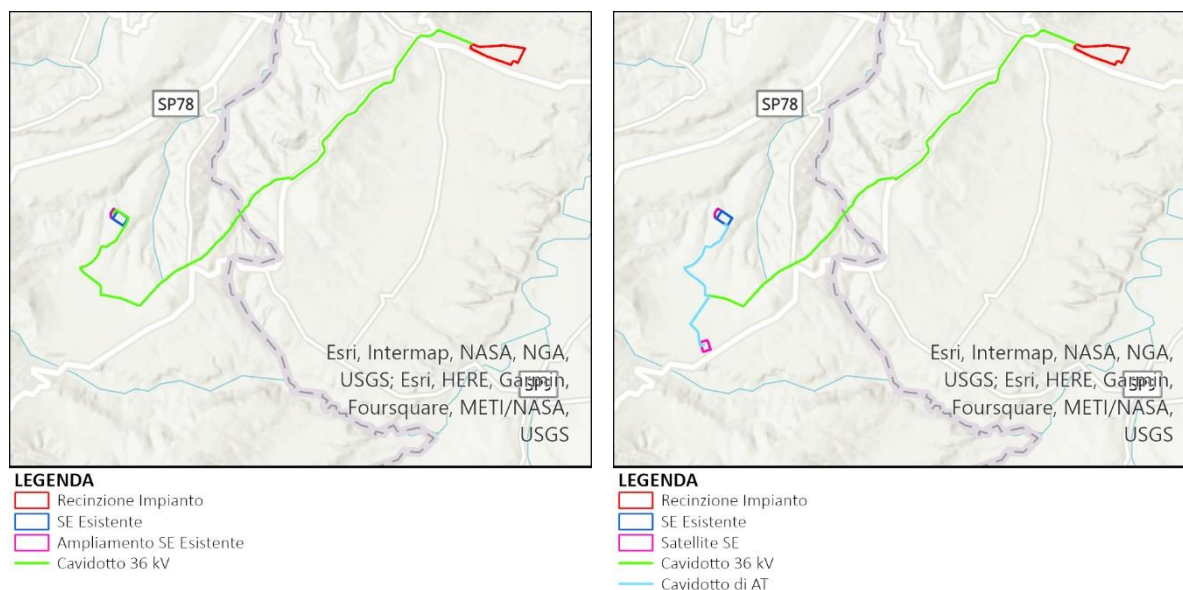 SP78
Esri, Intermap, NASA, NGA,
USGS; Esri, HERE, Garmin,
Foursquare, METI/NASA,
USGS
LEGENDA
Recinzione Impianto
SE Esistente
Ampliamento SE Esistente
Cavidotto 36 kV
SP78
Esri, Intermap, NASA, NGA,
USGS; Esri, HERE, Garmin,
Foursquare, METI/NASA,
USGS
LEGENDA
Recinzione Impianto
SE Esistente
Satellite SE
Cavidotto 36 kV
Cavidotto di AT